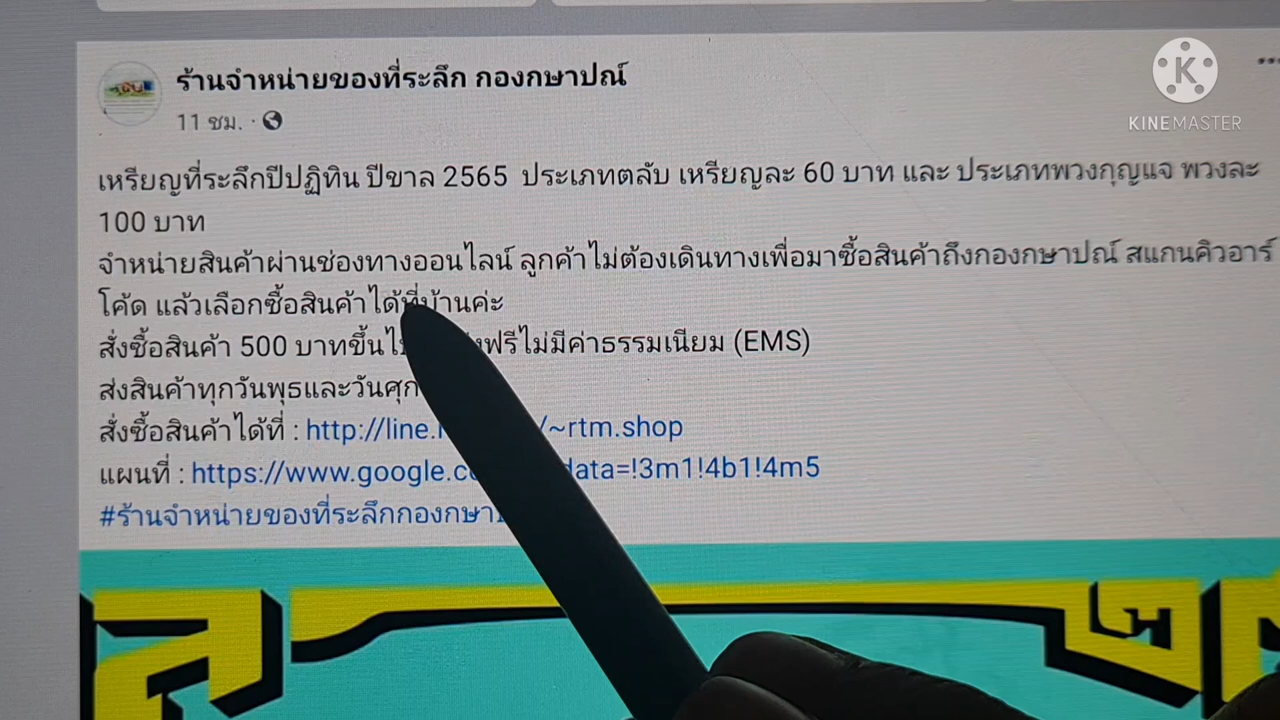 ร้านจำหน่ายของที่ระลึก กองกษาปณ์
11 ชม. ·
KINEMASTER
เหรียญที่ระลึกปีปฏิทิน ปีขาล 2565 ประเภทตลับ เหรียญละ 60 บาท และ ประเภทพวงกุญแจ พวงละ
100 บาท
จำหน่ายสินค้าผ่านช่องทางออนไลน์ ลูกค้าไม่ต้องเดินทางเพื่อมาซื้อสินค้าถึงกองกษาปณ์ สแกนคิวอาร์
โค้ด แล้วเลือกซื้อสินค้าได้ที่บ้านค่ะ
สั่งซื้อสินค้า 500 บาทขึ้น ฟรีไม่มีค่าธรรมเนียม (EMS)
ส่งสินค้าทุกวันพุธและวันศุก
สั่งซื้อสินค้าได้ที่ : http://line. /~rtm.shop
แผนที่ : https://www.google.c data=!3m1!4b1!4m5
#ร้านจำหน่ายของที่ระลึกกองกษา